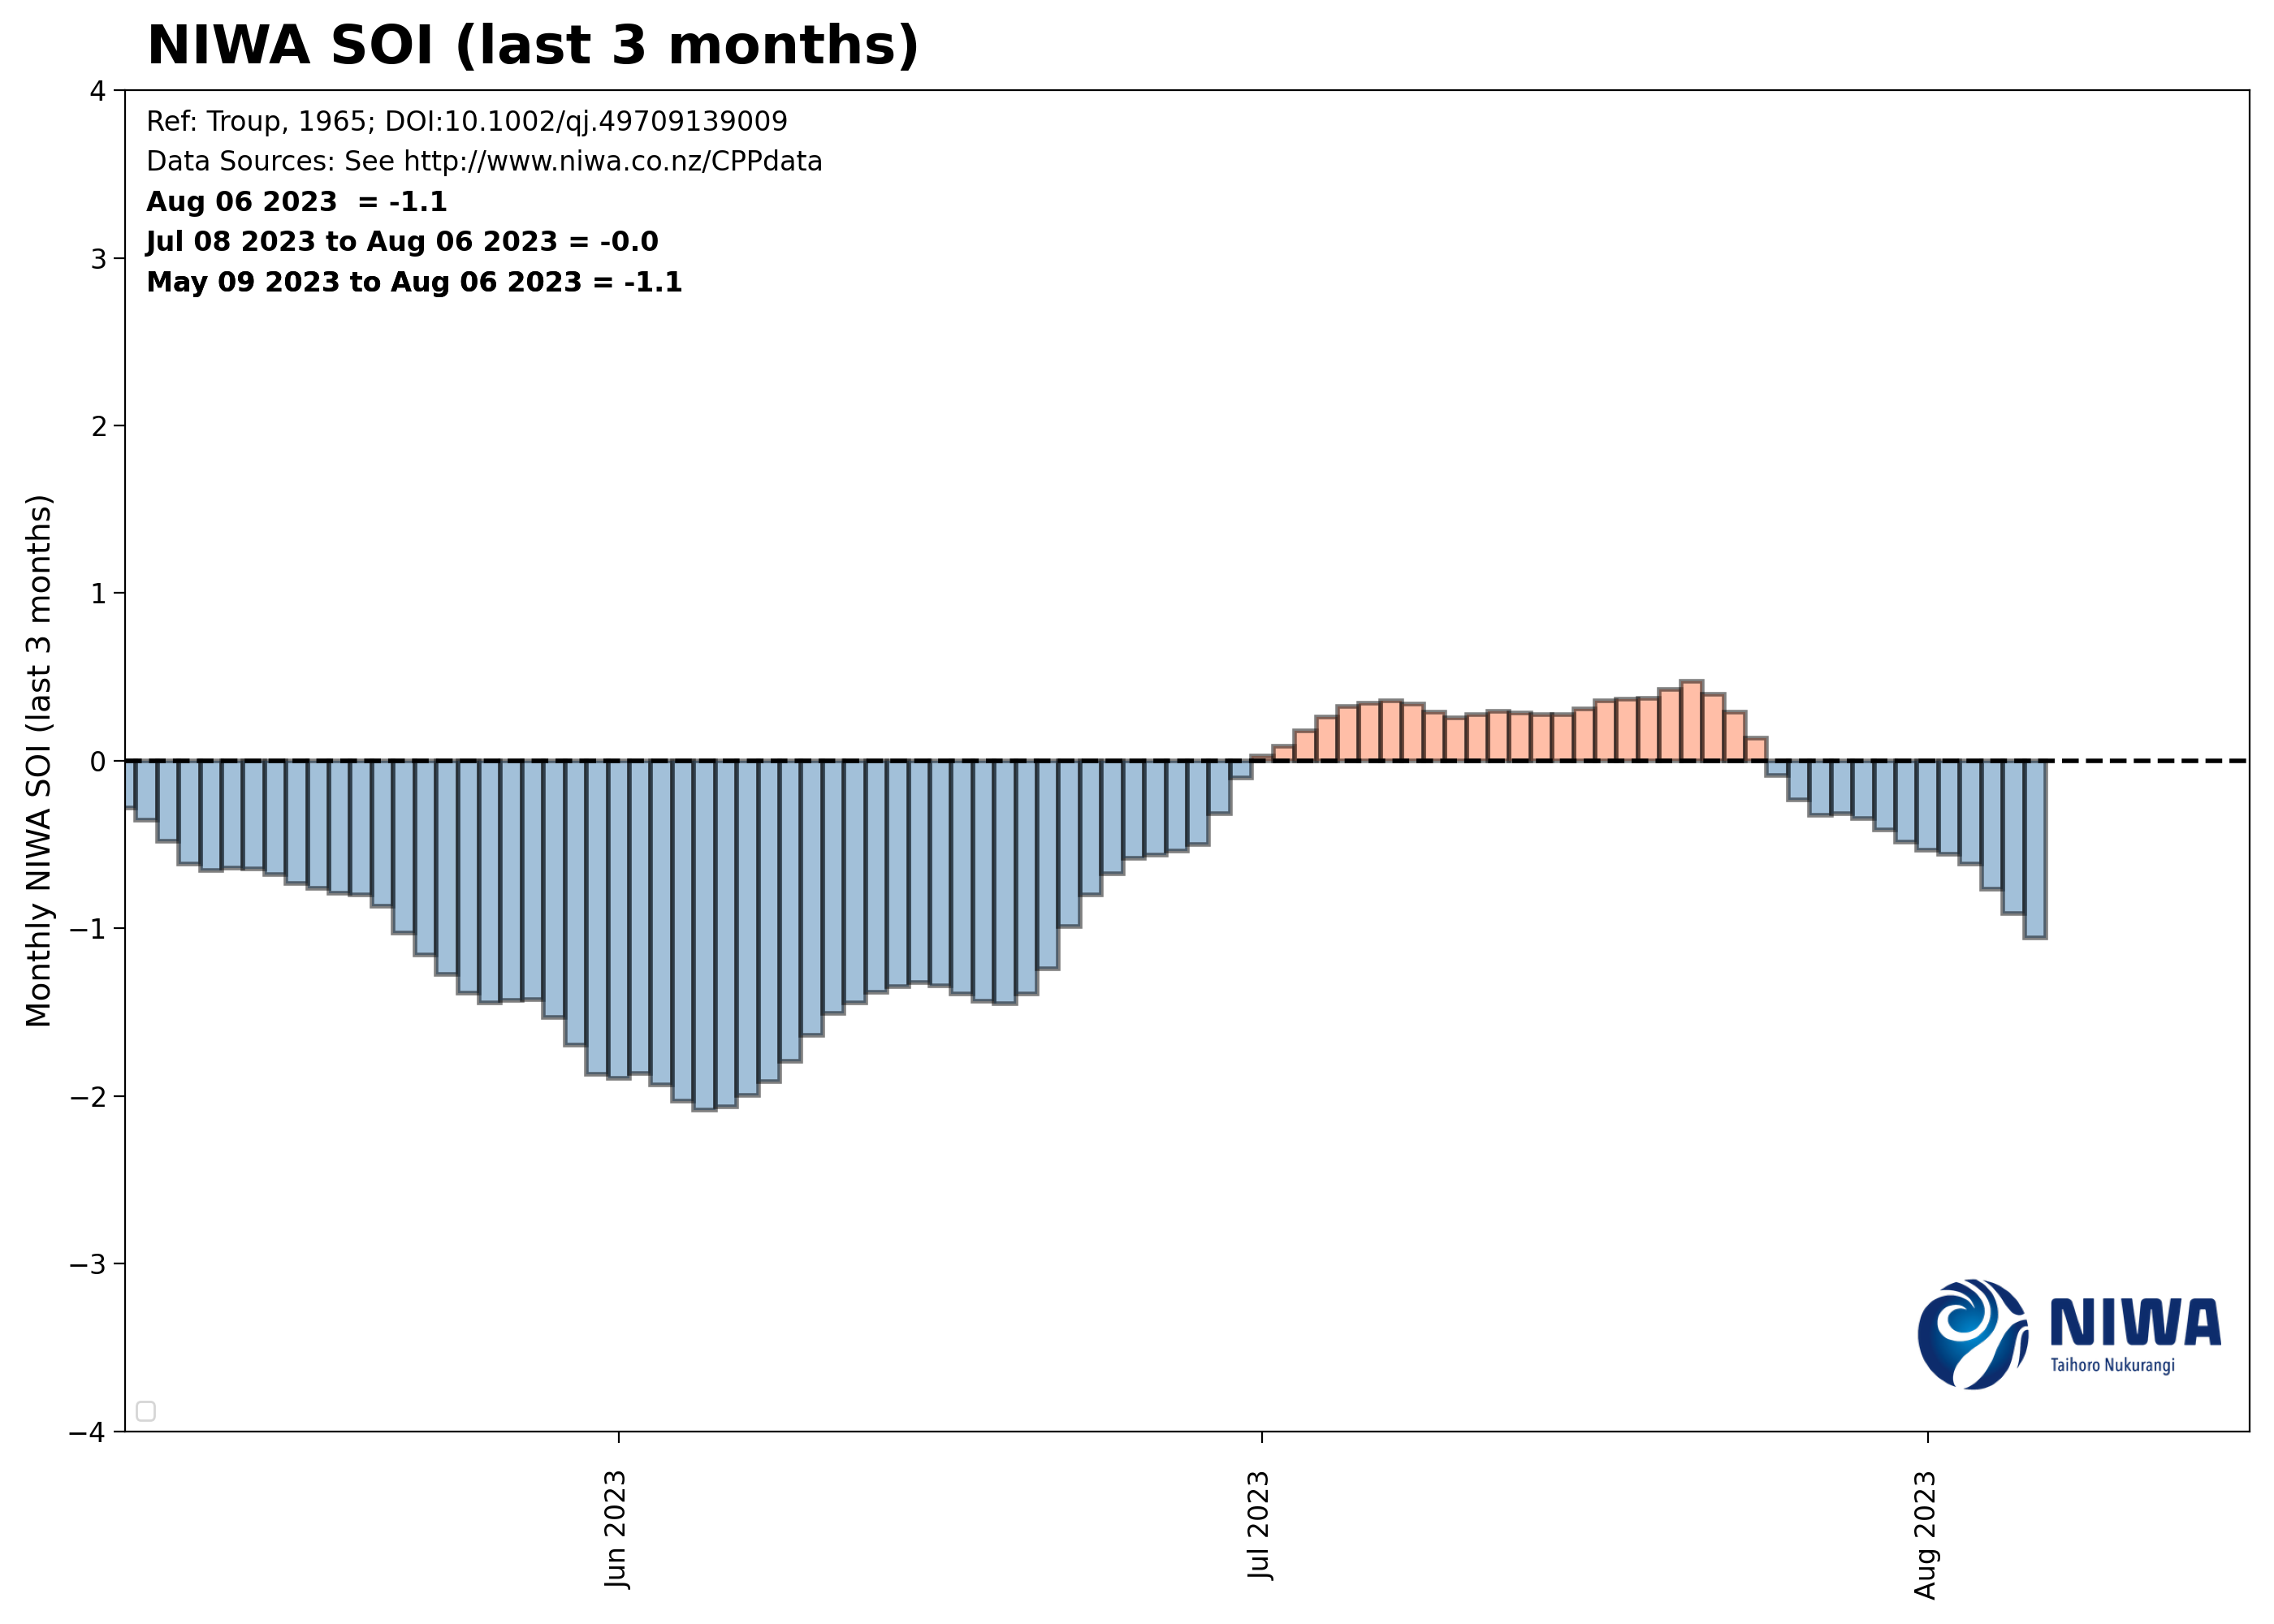 NIWA SOI (last 3 months)
Ref: Troup, 1965; DOI:10.1002/qj.49709139009
Data Sources: See http://www.niwa.co.nz/CPPdata
Aug 06 2023  = -1.1
Jul 08 2023 to Aug 06 2023 = -0.0
May 09 2023 to Aug 06 2023 = -1.1
Monthly NIWA SOI (last 3 months)
4
3
2
1
0
−1
−2
−3
−4
NIWA
Taihoro Nukurangi
Jun 2023
Jul 2023
Aug 2023